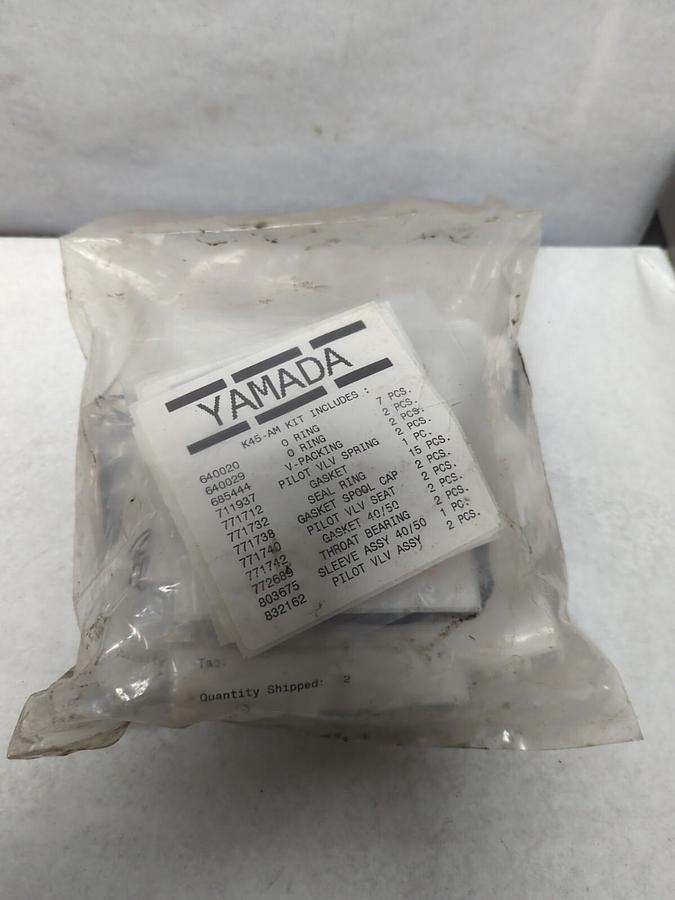 YAMADA
K45-AM KIT INCLUDES :
640020 O RING 7 PCS.
640029 O RING 2 PCS.
685444 V-PACKING 2 PCS.
711937 PILOT VLV SPRING 2 PCS.
771712 GASKET 1 PC.
771732 SEAL RING 15 PCS.
771738 GASKET SPOOL CAP 2 PCS.
771740 PILOT VLV SEAT 2 PCS.
771742 GASKET 40/50 2 PCS.
772689 THROAT BEARING 2 PCS.
803675 SLEEVE ASSY 40/50 1 PC.
832162 PILOT VLV ASSY 2 PCS.
Tag:
Quantity Shipped: 2